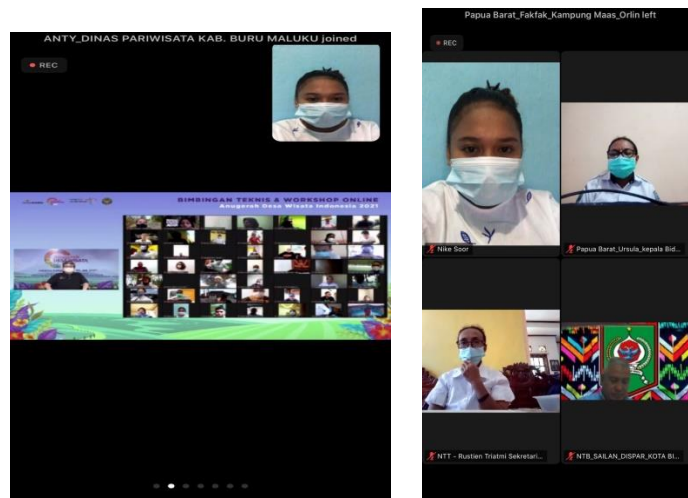 ANTY_DINAS PARIWISATA KAB. BURU MALUKU joined
REC
BIMBINGAN TEKNIS & WORKSHOP ONLINE
Anugerah Desa Wisata Indonesia 2021
Papua Barat_Fakfak_Kampung Maas_Orlin left
REC
Nike Soor
Papua Barat_Ursula_kepala Bid...
NTT - Rustien Triatmi Sekretari...
NTB_SAILAN_DISPAR_KOTA BI...